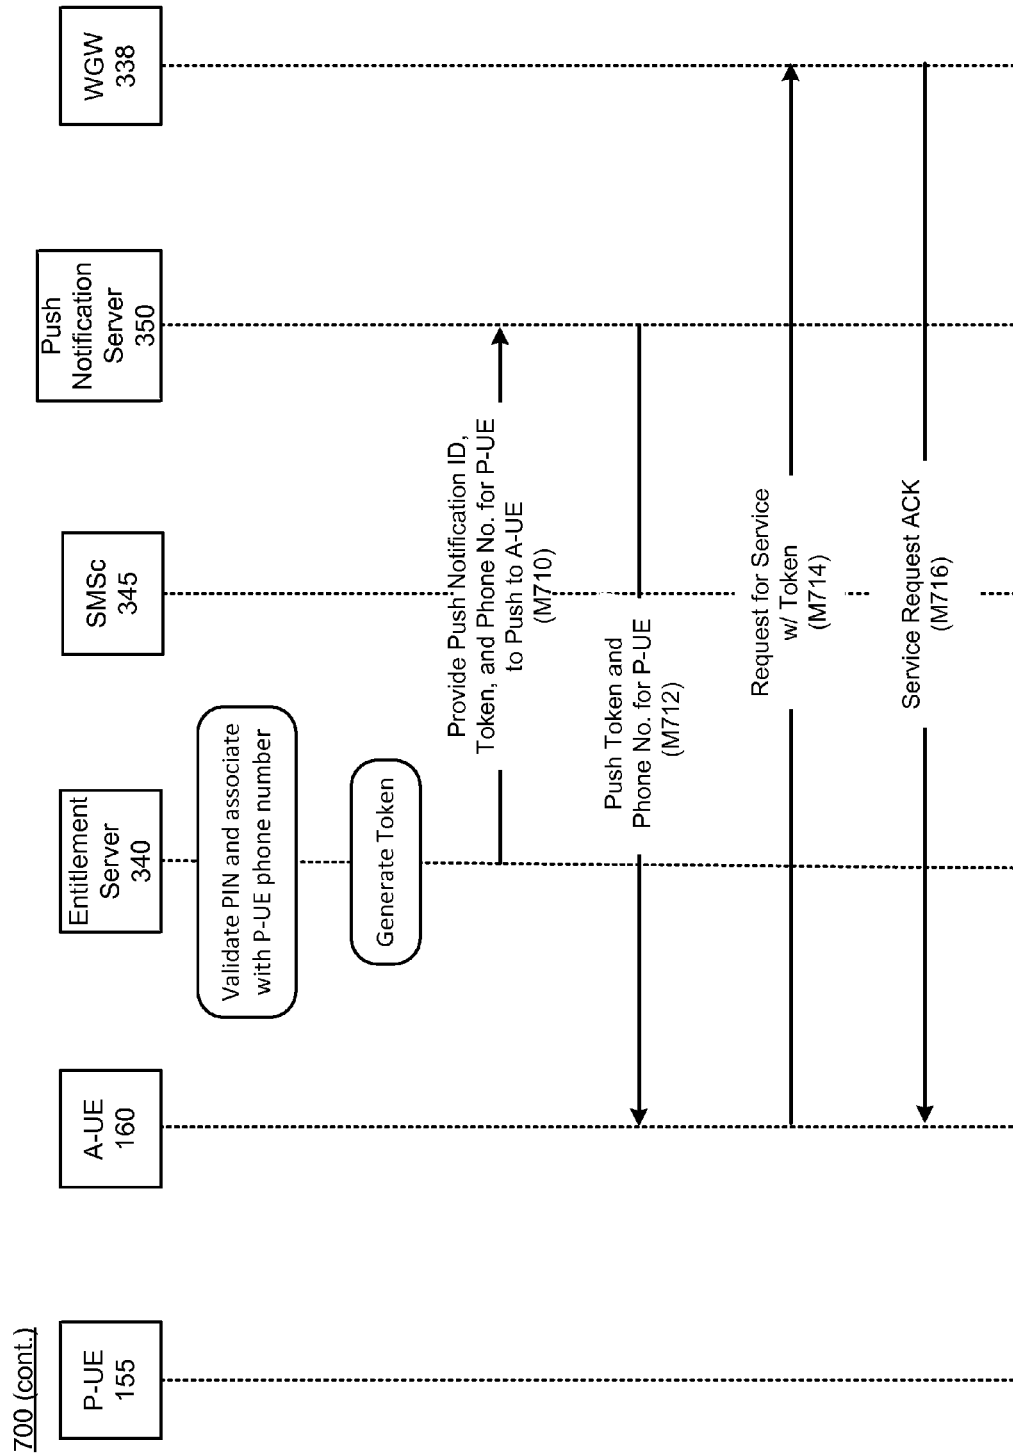 700 (cont.)
P-UE
155
A-UE
160
Entitlement
Server
340
SMSc
345
Push
Notification
Server
350
WGW
338
Validate PIN and associate
with P-UE phone number
Generate Token
Provide Push Notification ID,
Token, and Phone No. for P-UE
to Push to A-UE
(M710)
Push Token and
Phone No. for P-UE
(M712)
Request for Service
w/ Token
(M714)
Service Request ACK
(M716)